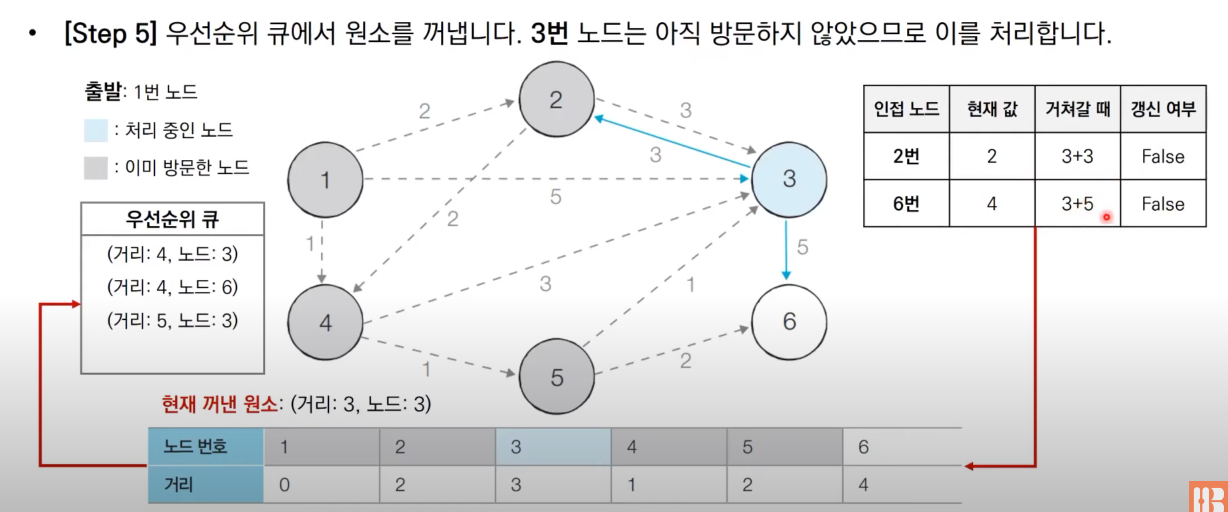 • [Step 5] 우선순위 큐에서 원소를 꺼냅니다. 3번 노드는 아직 방문하지 않았으므로 이를 처리합니다.
출발: 1번 노드
: 처리 중인 노드
: 이미 방문한 노드
우선순위 큐
(거리: 4, 노드: 3)
(거리: 4, 노드: 6)
(거리: 5, 노드: 3)
2
2
3
3
1
5
3
1
2
5
4
3
1
6
1
5
2
인접 노드 현재 값 거쳐갈 때 갱신 여부
2번 2 3+3 False
6번 4 3+5 False
현재 꺼낸 원소: (거리: 3, 노드: 3)
노드 번호 1 2 3 4 5 6
거리 0 2 3 1 2 4